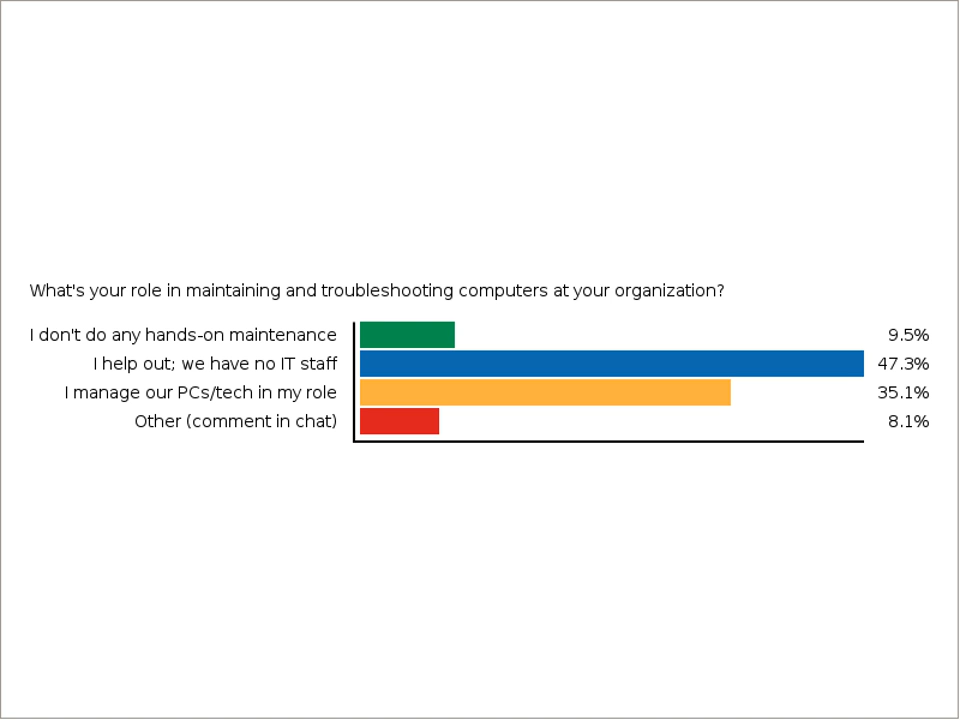 What's your role in maintaining and troubleshooting computers at your organization?
I don't do any hands-on maintenance 9.5%
I help out; we have no IT staff 47.3%
I manage our PCs/tech in my role 35.1%
Other (comment in chat) 8.1%